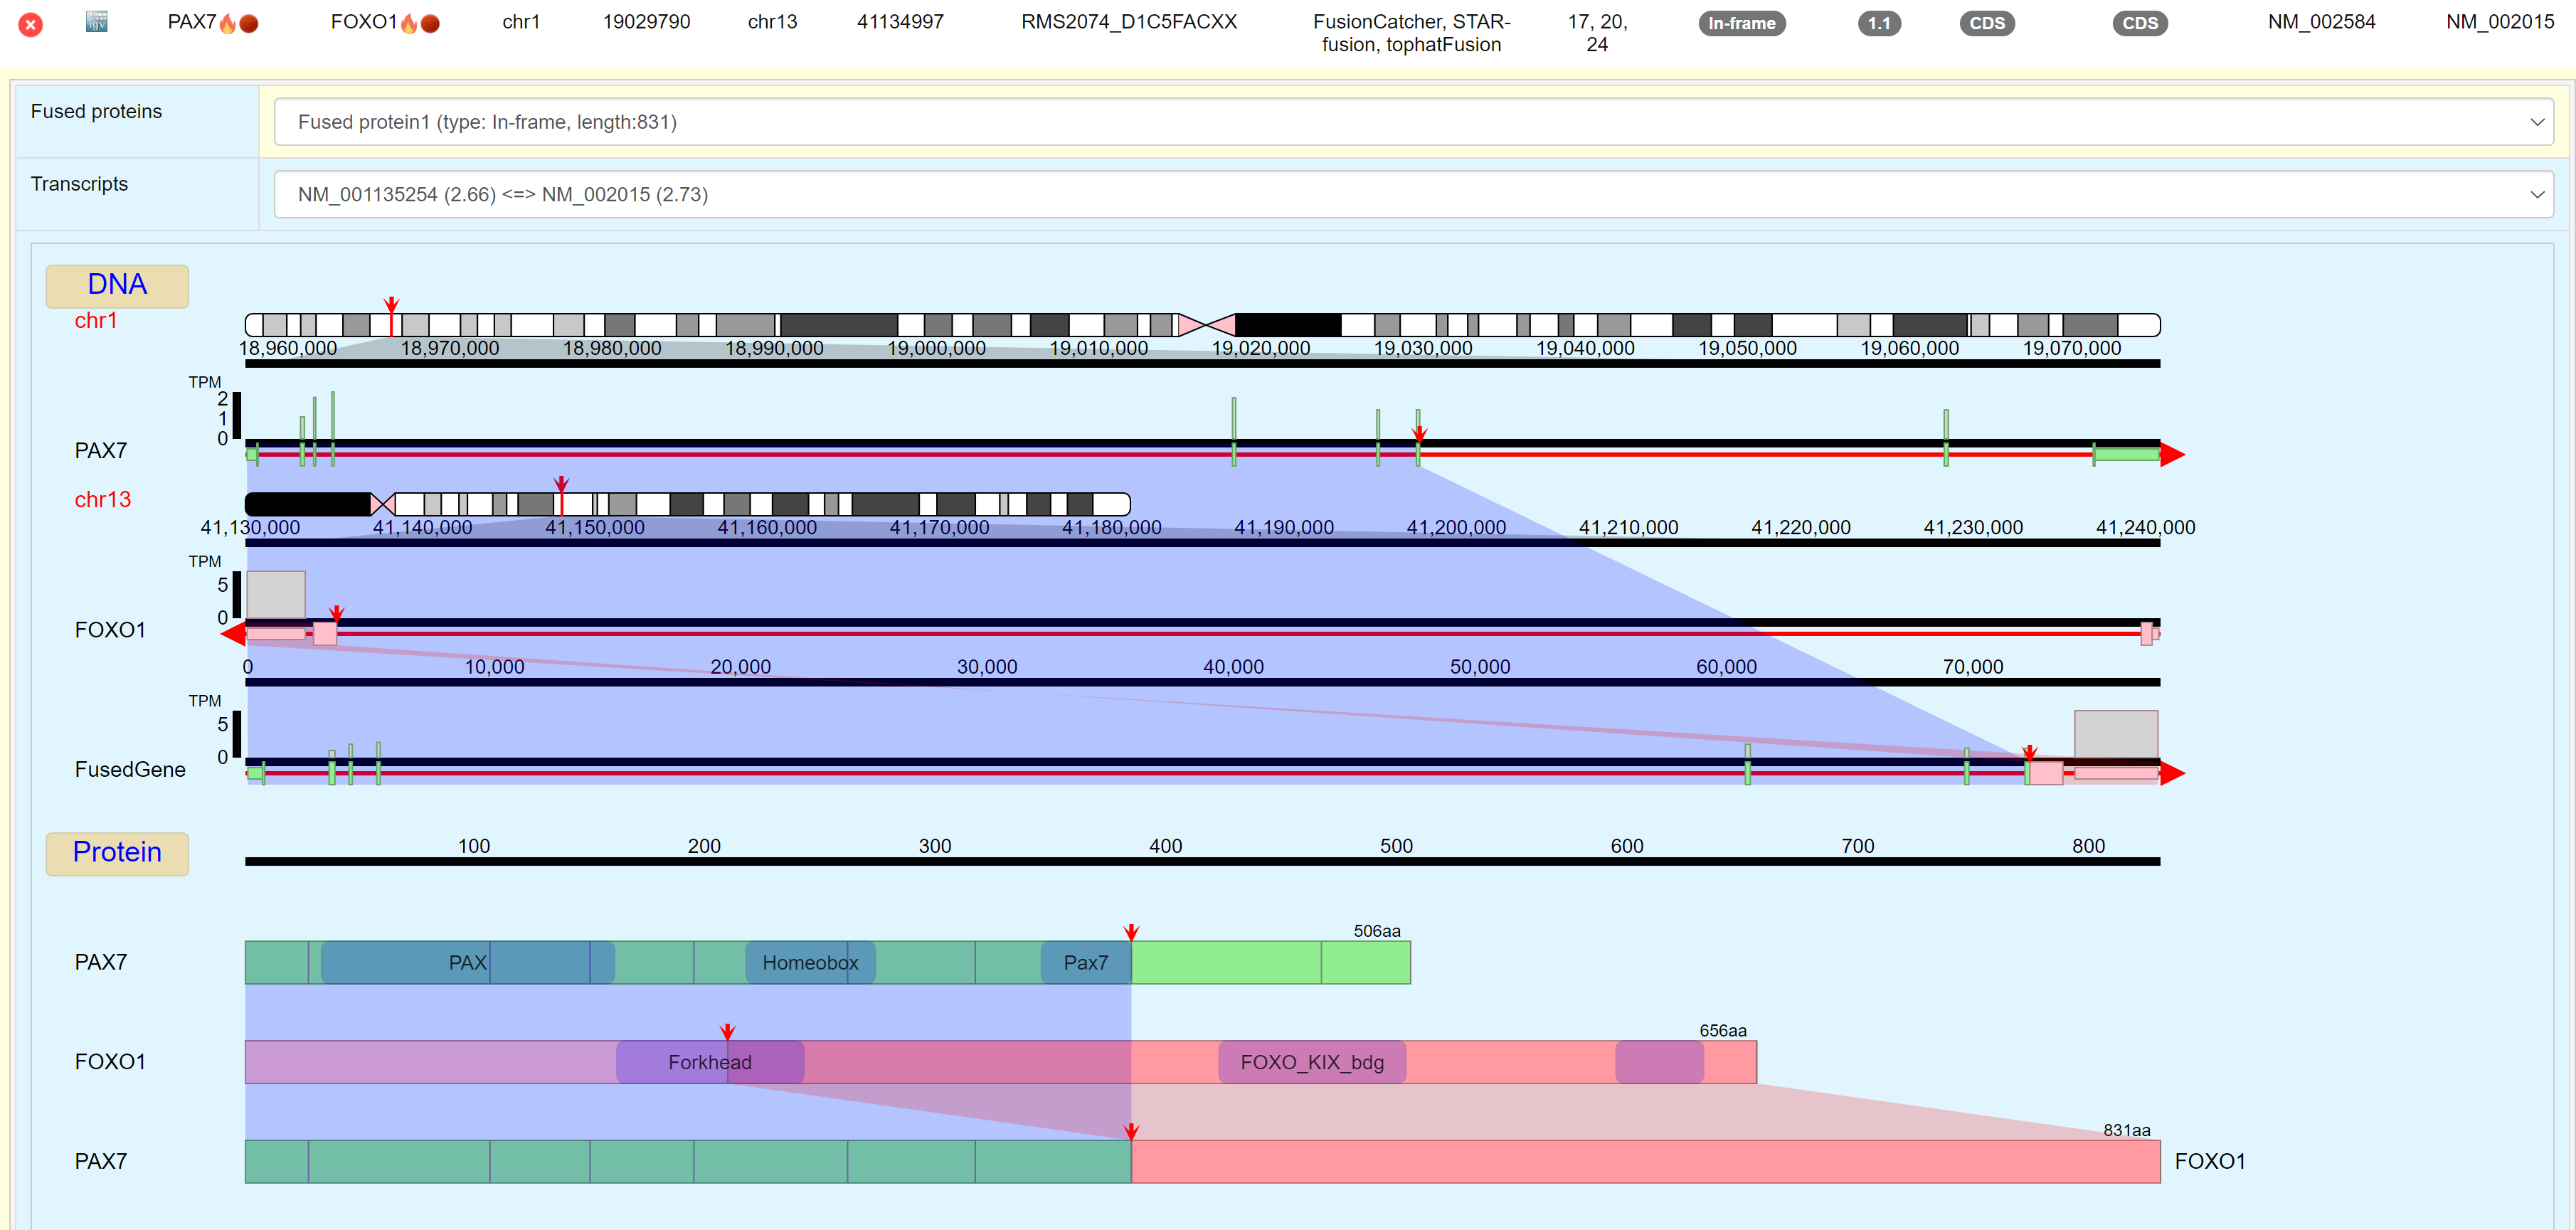 PAX7 FOXO1 chr1 19029790 chr13 41134997 RMS2074_D1C5FACXX FusionCatcher, STAR- 17, 20, In-frame 1.1 CDS CDS NM_002584 NM_002015
fusion, tophatFusion 24
Fused proteins Fused protein1 (type: In-frame, length:831)
Transcripts NM_001135254 (2.66) <=> NM_002015 (2.73)
DNA
chr1
18,960,000 18,970,000 18,980,000 18,990,000 19,000,000 19,010,000 19,020,000 19,030,000 19,040,000 19,050,000 19,060,000 19,070,000
TPM
2
1
0
PAX7
chr13
41,130,000 41,140,000 41,150,000 41,160,000 41,170,000 41,180,000 41,190,000 41,200,000 41,210,000 41,220,000 41,230,000 41,240,000
TPM
5
0
FOXO1
0 10,000 20,000 30,000 40,000 50,000 60,000 70,000
TPM
5
0
FusedGene
Protein
100 200 300 400 500 600 700 800
506aa
PAX7 PAX Homeobox Pax7
656aa
FOXO1 Forkhead FOXO_KIX_bdg
831aa
PAX7 FOXO1